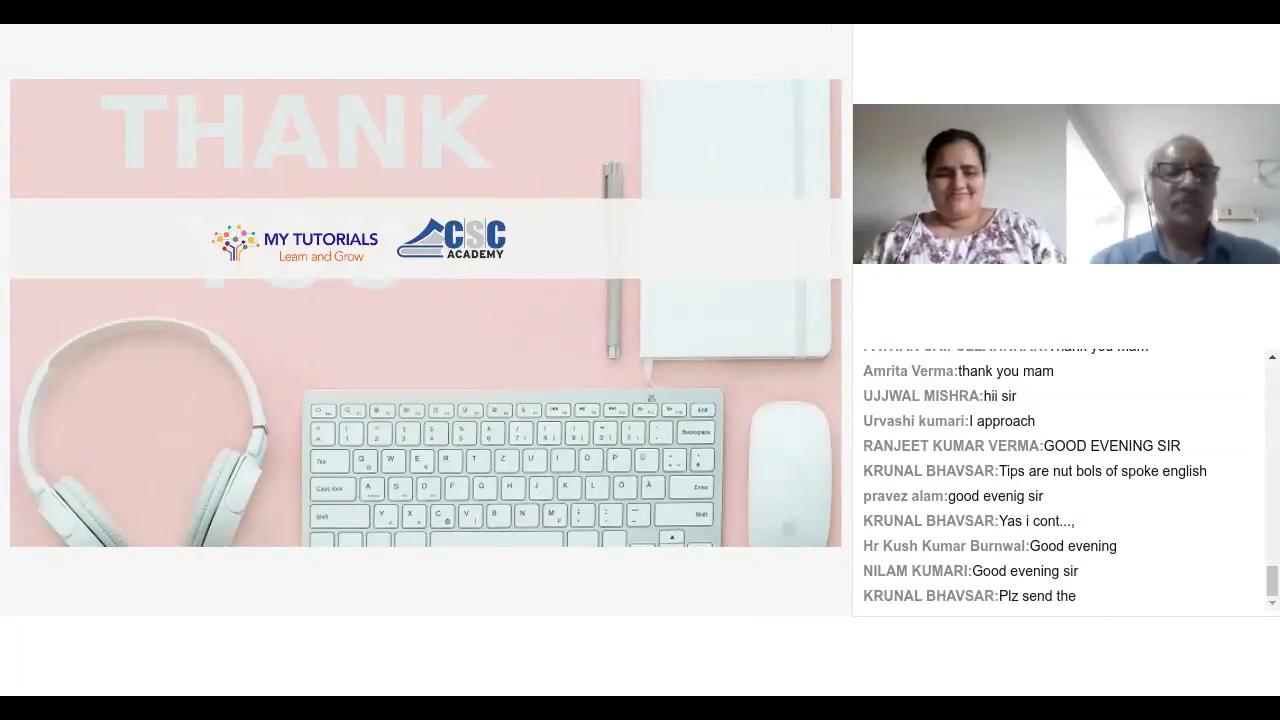 THANK
MY TUTORIALS
Learn and Grow
CSC
ACADEMY
Amrita Verma:thank you mam
UJJWAL MISHRA:hii sir
Urvashi kumari:I approach
RANJEET KUMAR VERMA:GOOD EVENING SIR
KRUNAL BHAVSAR:Tips are nut bols of spoke english
pravez alam:good evenig sir
KRUNAL BHAVSAR:Yas i cont...,
Hr Kush Kumar Burnwal:Good evening
NILAM KUMARI:Good evening sir
KRUNAL BHAVSAR:Plz send the